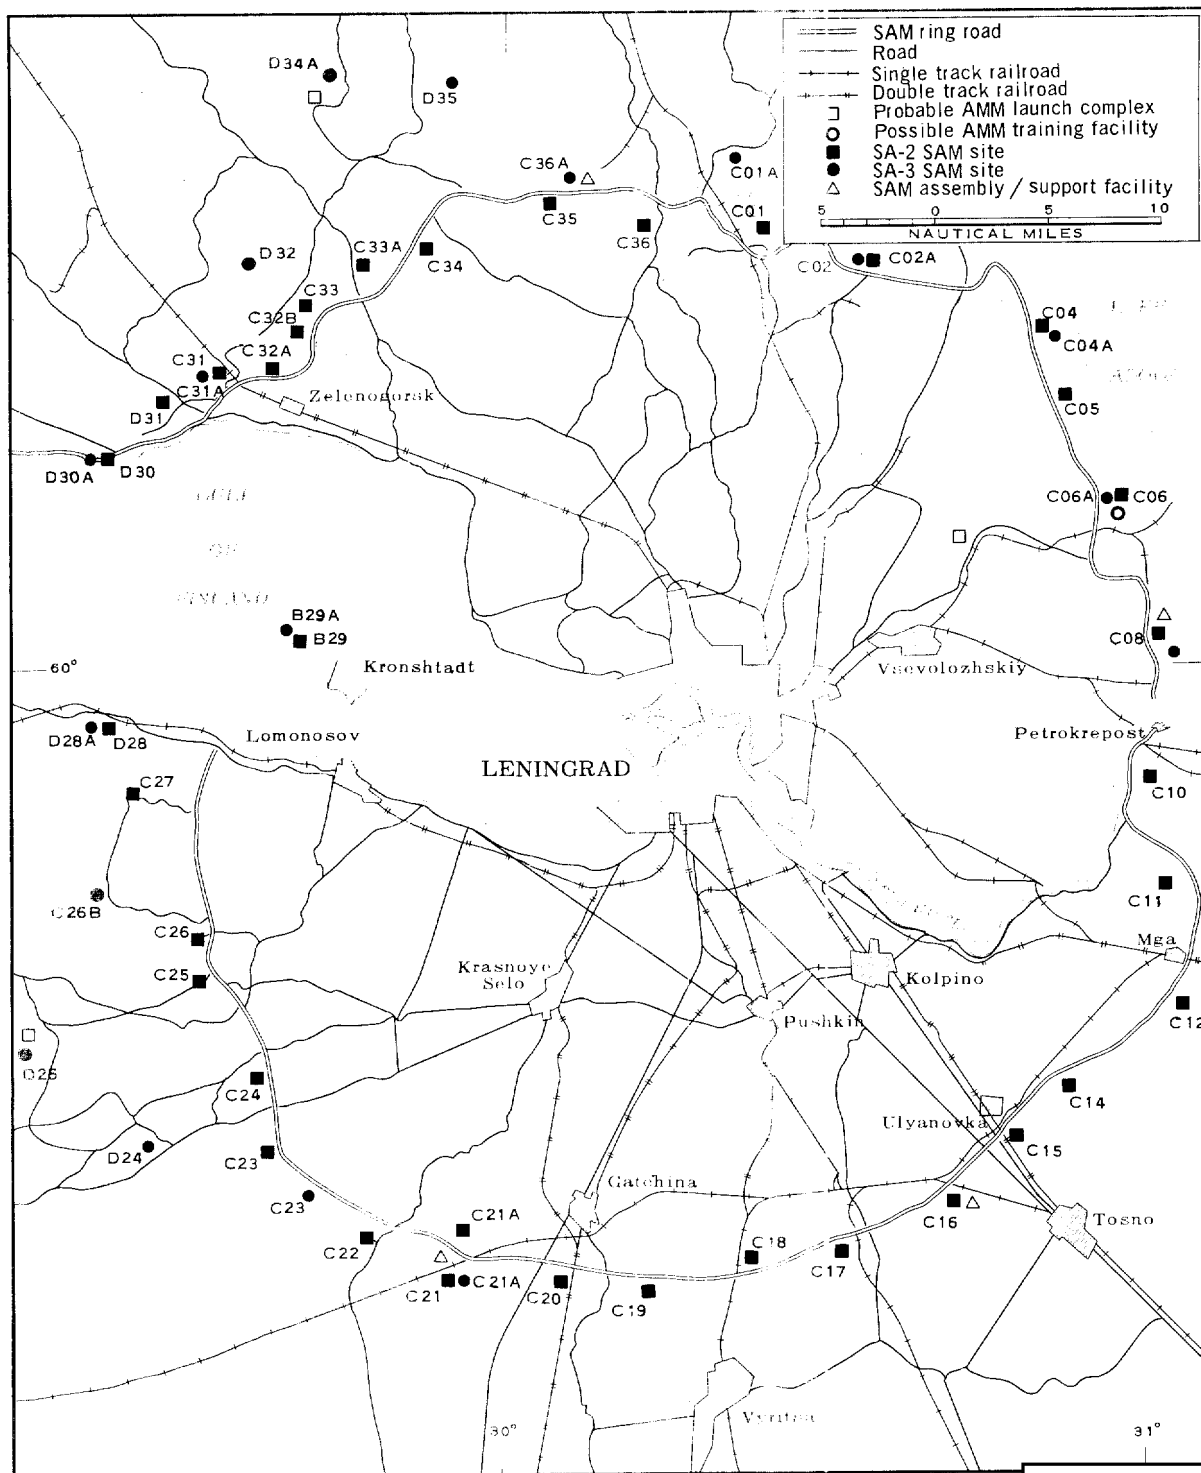 SAM ring road
Road
Single track railroad
Double track railroad
Probable AMM launch complex
Possible AMM training facility
SA-2 SAM site
SA-3 SAM site
SAM assembly / support facility
5 0 5 10
NAUTICAL MILES
D34A
D35
C36A
C01A
C35
C36
C01
D32
C33A
C34
C02
C02A
C33
C32B
C04
C04A
C31
C32A
C31A
Zelenogorsk
C05
D31
D30A
D30
GULF
OF
FINLAND
C06A
C06
B29A
B29
C08
60°
Kronshtadt
Vsevolozhskiy
D28A
D28
Lomonosov
Petrokrepost
LENINGRAD
C27
C10
C26B
C11
C26
Mga
C25
Krasnoye
Selo
Kolpino
Pushkin
C12
D25
C24
C14
Ulyanovka
D24
C23
C15
C23
Gatchina
C16
Tosno
C22
C21A
C18
C17
C21
C21A
C20
C19
Vyritsa
30°
31°